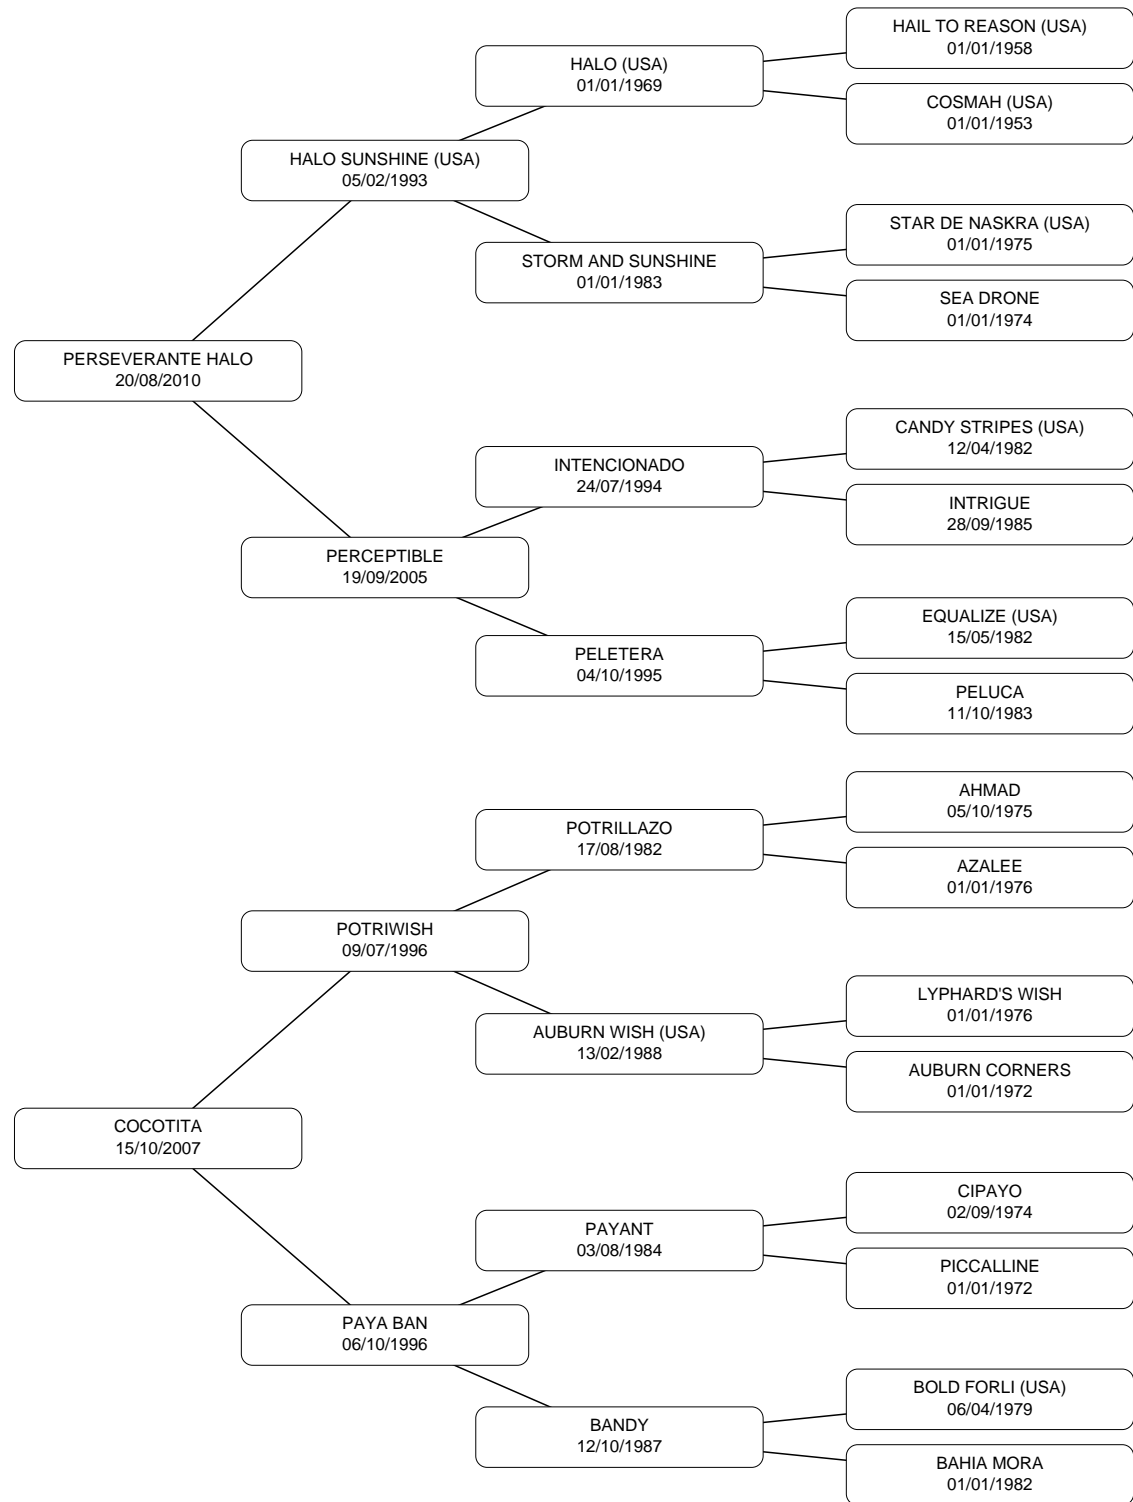 HAIL TO REASON (USA)
01/01/1958
HALO (USA)
01/01/1969
COSMAH (USA)
01/01/1953
HALO SUNSHINE (USA)
05/02/1993
STAR DE NASKRA (USA)
01/01/1975
STORM AND SUNSHINE
01/01/1983
SEA DRONE
01/01/1974
PERSEVERANTE HALO
20/08/2010
CANDY STRIPES (USA)
12/04/1982
INTENCIONADO
24/07/1994
INTRIGUE
28/09/1985
PERCEPTIBLE
19/09/2005
EQUALIZE (USA)
15/05/1982
PELETERA
04/10/1995
PELUCA
11/10/1983
AHMAD
05/10/1975
POTRILLAZO
17/08/1982
AZALEE
01/01/1976
POTRIWISH
09/07/1996
LYPHARD'S WISH
01/01/1976
AUBURN WISH (USA)
13/02/1988
AUBURN CORNERS
01/01/1972
COCOTITA
15/10/2007
CIPAYO
02/09/1974
PAYANT
03/08/1984
PICCALLINE
01/01/1972
PAYA BAN
06/10/1996
BOLD FORLI (USA)
06/04/1979
BANDY
12/10/1987
BAHIA MORA
01/01/1982